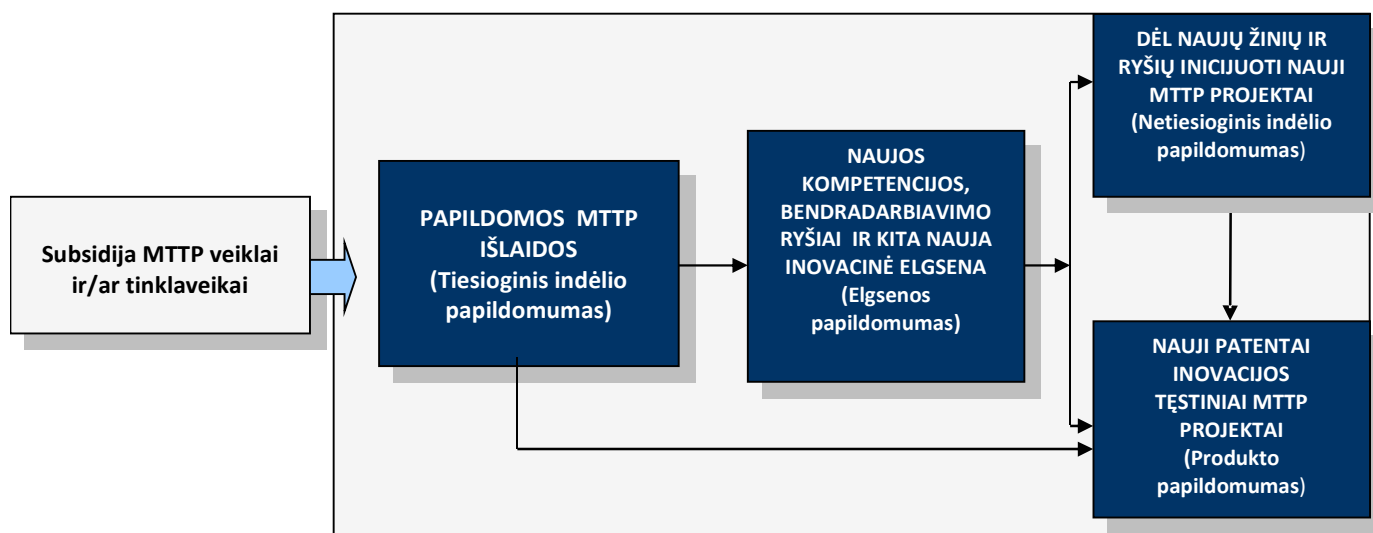 Subsidija MTTP veiklai
ir/ar tinklaveikai
PAPILDOMOS MTTP
IŠLAIDOS
(Tiesioginis indėlio
papildomumas)
NAUJOS
KOMPETENCIJOS,
BENDRADARBIAVIMO
RYŠIAI IR KITA NAUJA
INOVACINĖ ELGSENA
(Elgsenos
papildomumas)
DĖL NAUJŲ ŽINIŲ IR
RYŠIŲ INICIJUOTI NAUJI
MTTP PROJEKTAI
(Netiesioginis indėlio
papildomumas)
NAUJI PATENTAI
INOVACIJOS
TĘSTINIAI MTTP
PROJEKTAI
(Produkto
papildomumas)